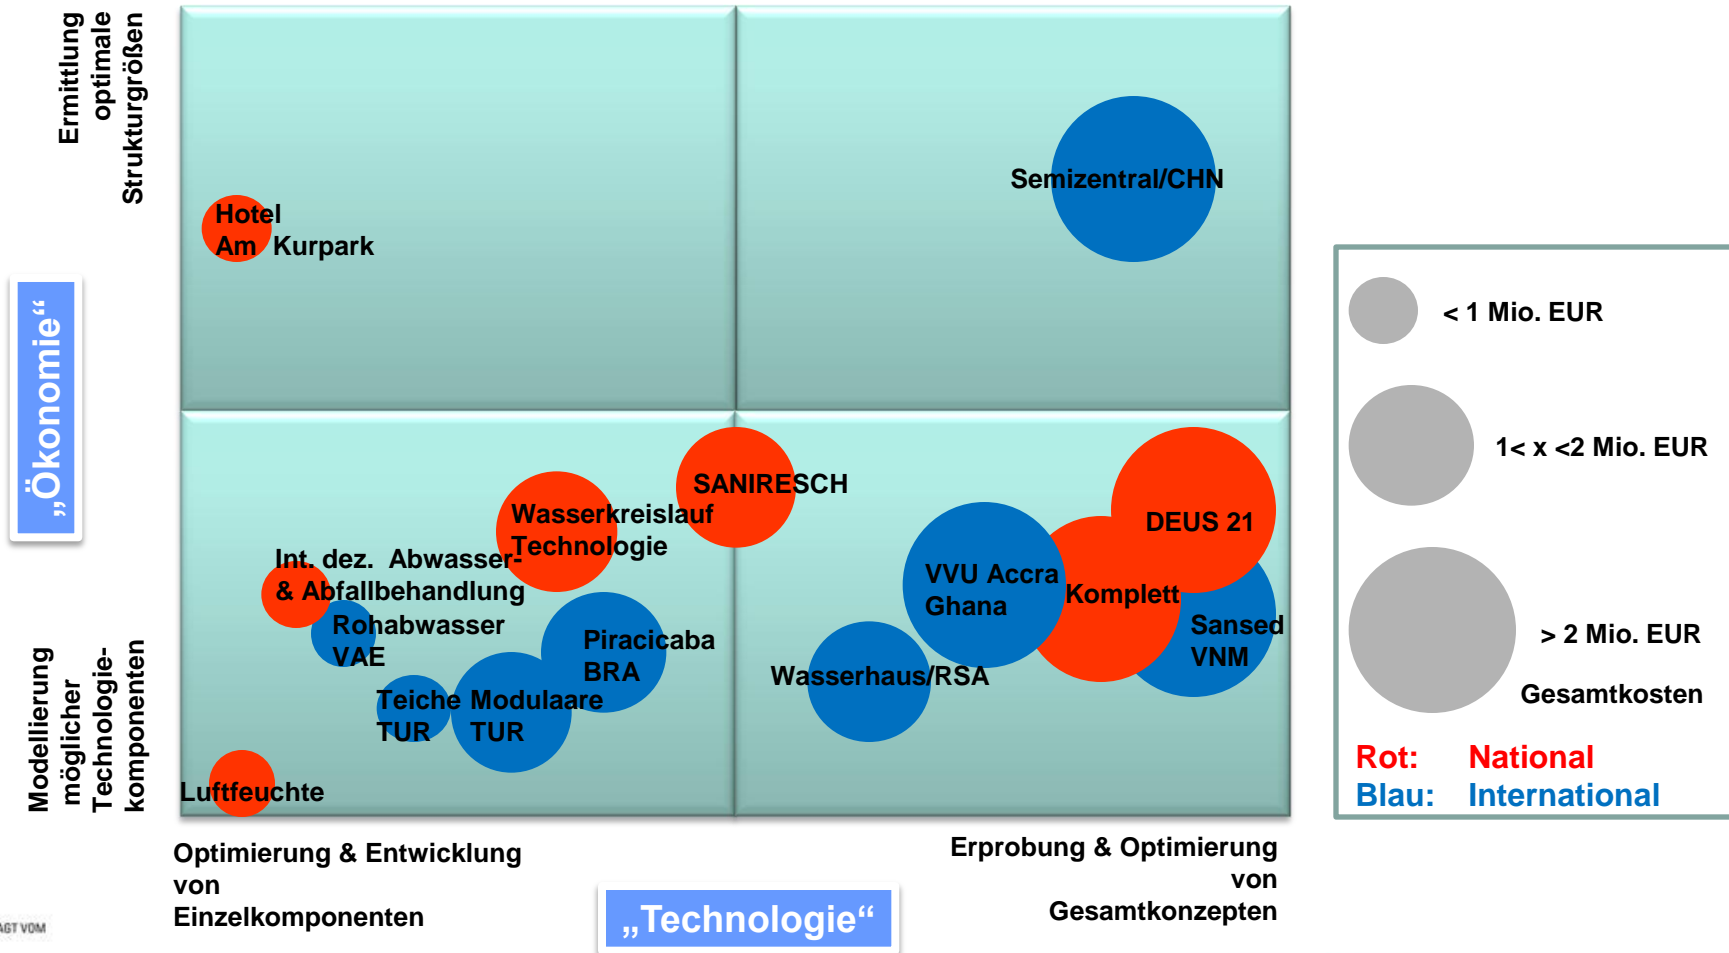 Ermittlung
optimale
Strukturgrößen
„Ökonomie“
Modellierung
möglicher
Technologie-
komponenten
Semizentral/CHN
Hotel
Am Kurpark
SANIRESCH
Wasserkreislauf
Technologie
DEUS 21
Int. dez. Abwasser-
& Abfallbehandlung
VVU Accra
Ghana
Komplett
Rohabwasser
VAE
Piracicaba
BRA
Sansed
VNM
Wasserhaus/RSA
Teiche
TUR
Modulaare
TUR
Luftfeuchte
Optimierung & Entwicklung
von
Einzelkomponenten
„Technologie“
Erprobung & Optimierung
von
Gesamtkonzepten
< 1 Mio. EUR
1< x <2 Mio. EUR
> 2 Mio. EUR
Gesamtkosten
Rot: National
Blau: International
VOM